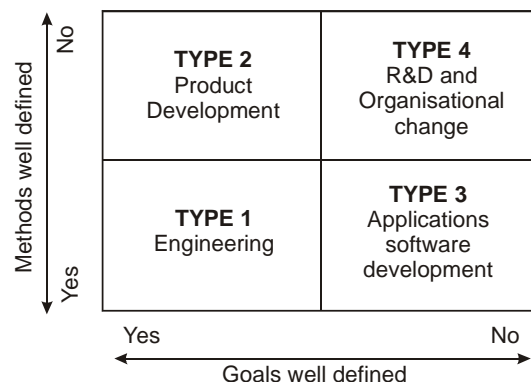 Methods well defined
No
Yes
TYPE 2
Product
Development
TYPE 4
R&D and
Organisational
change
TYPE 1
Engineering
TYPE 3
Applications
software
development
Yes
No
Goals well defined